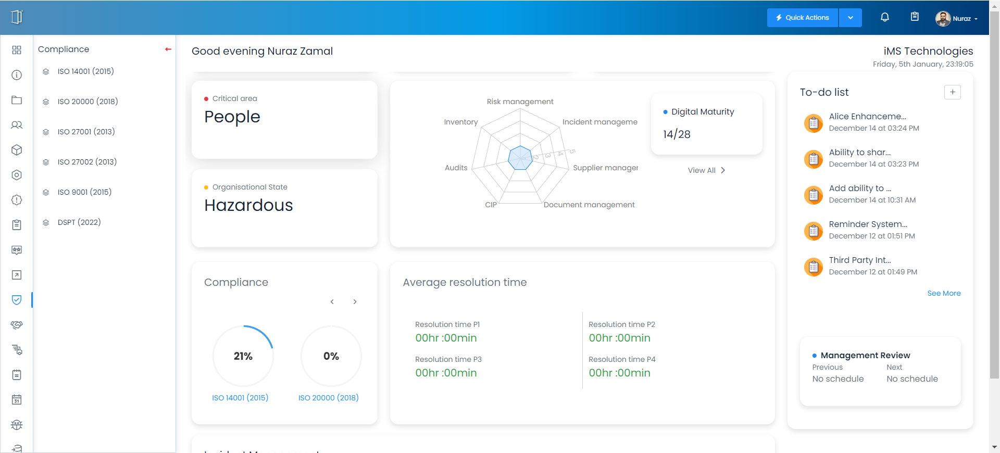 Quick Actions
Nuraz
Compliance
ISO 14001 (2015)
ISO 20000 (2018)
ISO 27001 (2013)
ISO 27002 (2013)
ISO 9001 (2015)
DSPT (2022)
31
Good evening Nuraz Zamal
iMS Technologies
Friday, 5th January, 23:19:05
Critical area
People
Organisational State
Hazardous
Risk management
Inventory
Incident manageme
Audits
Supplier manager
CIP
Document management
2
3
4
5
Digital Maturity
14/28
View All
Compliance
21%
0%
ISO 14001 (2015)
ISO 20000 (2018)
Average resolution time
Resolution time P1
00hr :00min
Resolution time P2
00hr :00min
Resolution time P3
00hr :00min
Resolution time P4
00hr :00min
To-do list
Alice Enhanceme...
December 14 at 03:24 PM
Ability to shar...
December 14 at 03:23 PM
Add ability to ...
December 14 at 10:31 AM
Reminder System...
December 12 at 01:51 PM
Third Party Int...
December 12 at 01:49 PM
See More
Management Review
Previous
Next
No schedule
No schedule